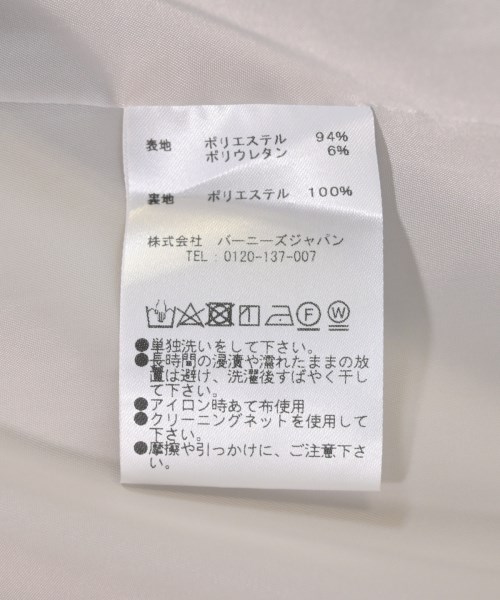 表地 ポリエステル 94%
ポリウレタン 6%
裏地 ポリエステル 100%
株式会社 バーニーズジャパン
TEL：0120-137-007
F W
●単独洗いをして下さい。
●長時間の浸漬や濡れたままの放
置は避け、洗濯後すばやく干し
て下さい。
●アイロン時あて布使用
●クリーニングネットを使用して
下さい。
●摩擦や引っかけに、ご注意下さ
い。